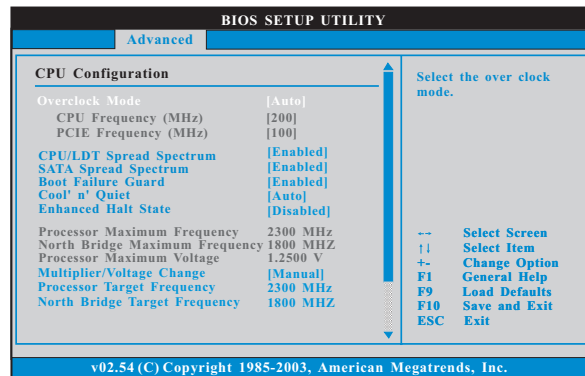 BIOS SETUP UTILITY
Advanced
CPU Configuration
Overclock Mode [Auto]
CPU Frequency (MHz) [200]
PCIE Frequency (MHz) [100]
CPU/LDT Spread Spectrum [Enabled]
SATA Spread Spectrum [Enabled]
Boot Failure Guard [Enabled]
Cool' n' Quiet [Auto]
Enhanced Halt State [Disabled]
Processor Maximum Frequency 2300 MHz
North Bridge Maximum Frequency 1800 MHZ
Processor Maximum Voltage 1.2500 V
Multiplier/Voltage Change [Manual]
Processor Target Frequency 2300 MHz
North Bridge Target Frequency 1800 MHZ
Select the over clock
mode.
←→ Select Screen
↑↓ Select Item
+- Change Option
F1 General Help
F9 Load Defaults
F10 Save and Exit
ESC Exit
v02.54 (C) Copyright 1985-2003, American Megatrends, Inc.